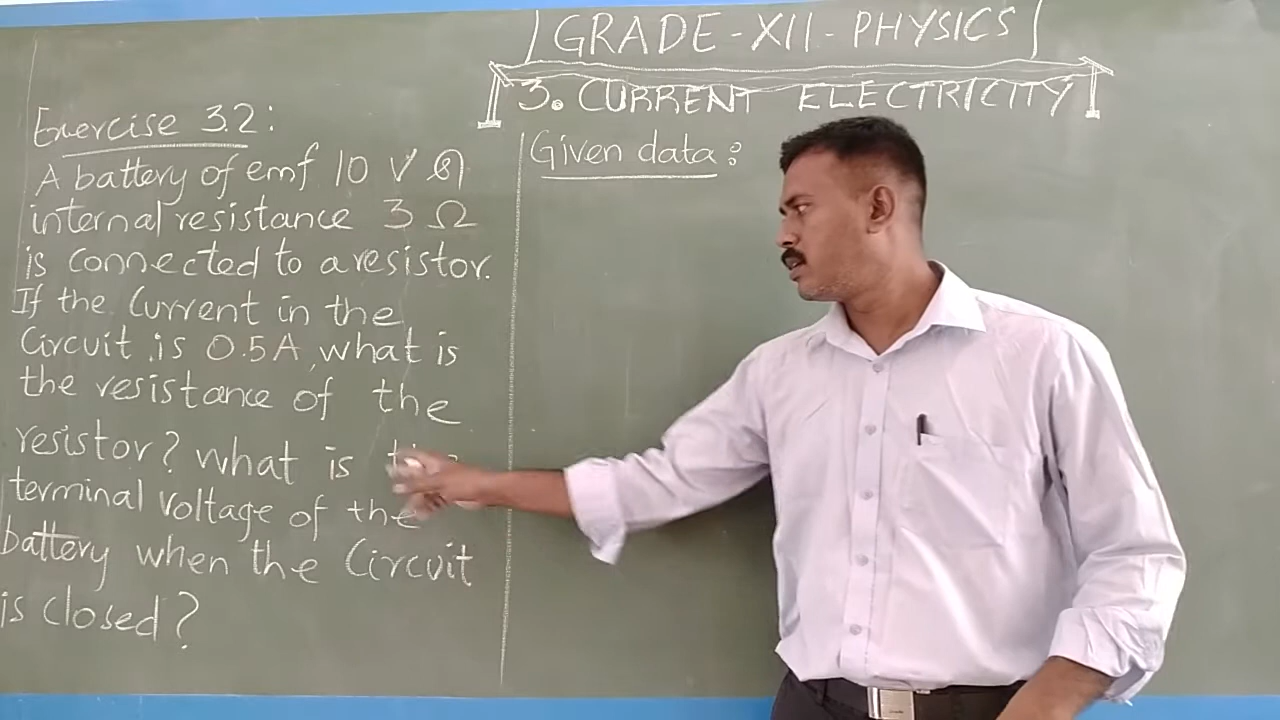 GRADE - XII - PHYSICS
3. CURRENT ELECTRICITY
Exercise 3.2:
A battery of emf 10 V &
internal resistance 3 Ω
is connected to a resistor.
If the Current in the
Circuit is 0.5A, what is
the resistance of the
resistor? what is
terminal voltage of the
battery when the Circuit
is closed?
Given data: